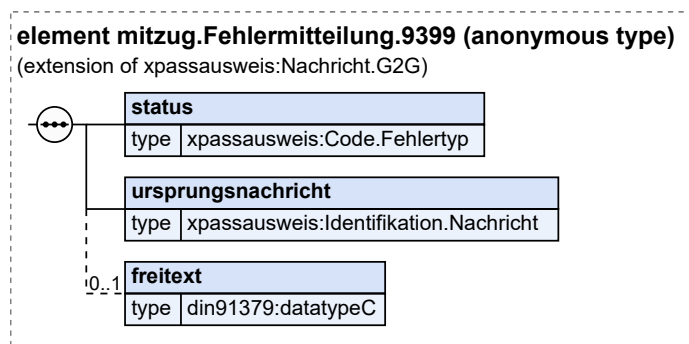 element mitzug.Fehlermitteilung.9399 (anonymous type)
(extension of xpassausweis:Nachricht.G2G)
status
type xpassausweis:Code.Fehlertyp
ursprungsnachricht
type xpassausweis:Identifikation.Nachricht
0..1 freitext
type din91379:datatypeC